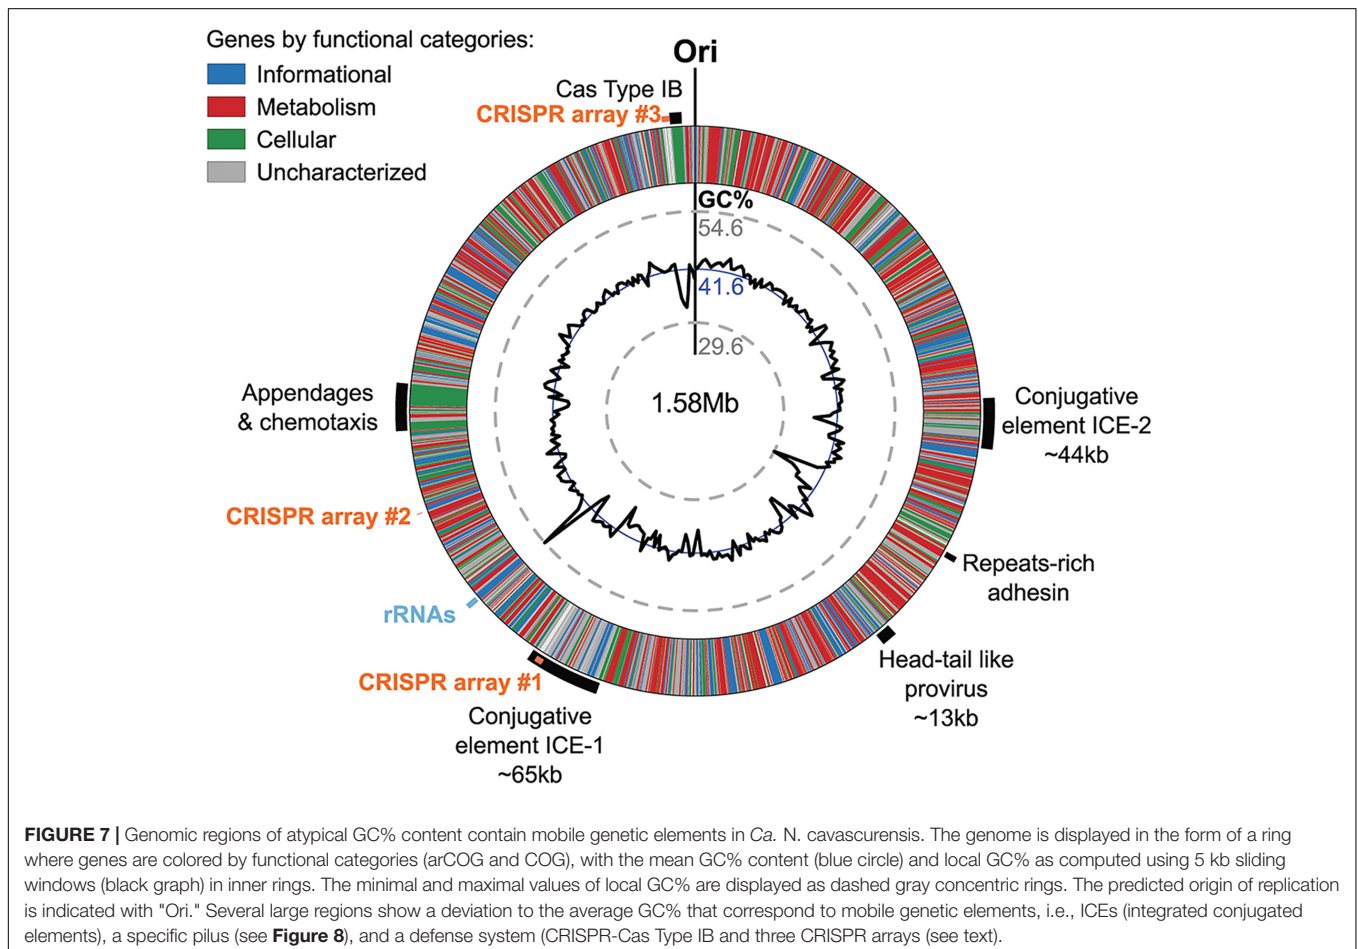 Genes by functional categories:
Informational
Metabolism
Cellular
Uncharacterized
Ori
Cas Type IB
CRISPR array #3
GC%
54.6
41.6
29.6
1.58Mb
Appendages
& chemotaxis
Conjugative
element ICE-2
~44kb
CRISPR array #2
Repeats-rich
adhesin
rRNAs
Head-tail like
provirus
~13kb
CRISPR array #1
Conjugative
element ICE-1
~65kb
FIGURE 7 | Genomic regions of atypical GC% content contain mobile genetic elements in Ca. N. cavascurensis. The genome is displayed in the form of a ring
where genes are colored by functional categories (arCOG and COG), with the mean GC% content (blue circle) and local GC% as computed using 5 kb sliding
windows (black graph) in inner rings. The minimal and maximal values of local GC% are displayed as dashed gray concentric rings. The predicted origin of replication
is indicated with "Ori." Several large regions show a deviation to the average GC% that correspond to mobile genetic elements, i.e., ICEs (integrated conjugated
elements), a specific pilus (see Figure 8), and a defense system (CRISPR-Cas Type IB and three CRISPR arrays (see text).